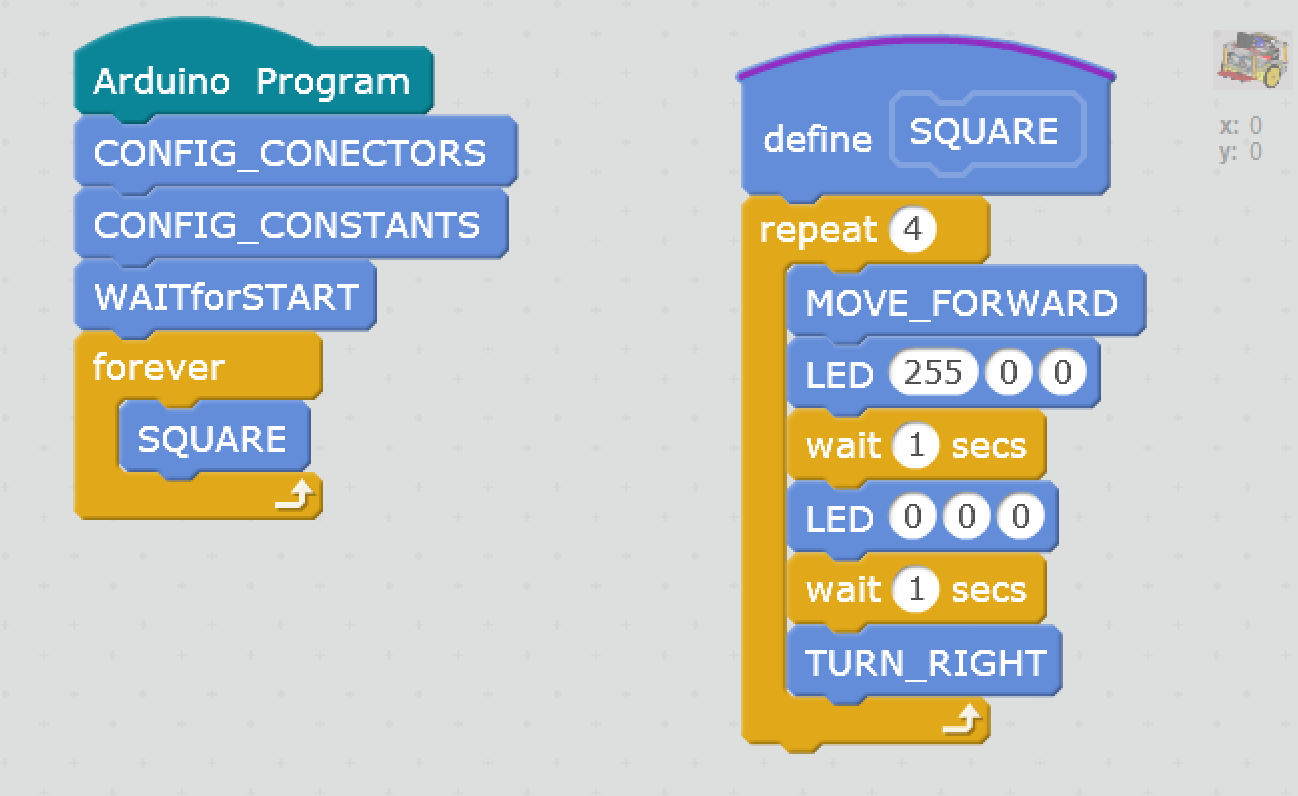 Arduino Program
CONFIG_CONECTORS
CONFIG_CONSTANTS
WAITforSTART
forever
SQUARE
define SQUARE
repeat 4
MOVE_FORWARD
LED 255 0 0
wait 1 secs
LED 0 0 0
wait 1 secs
TURN_RIGHT
x: 0
y: 0